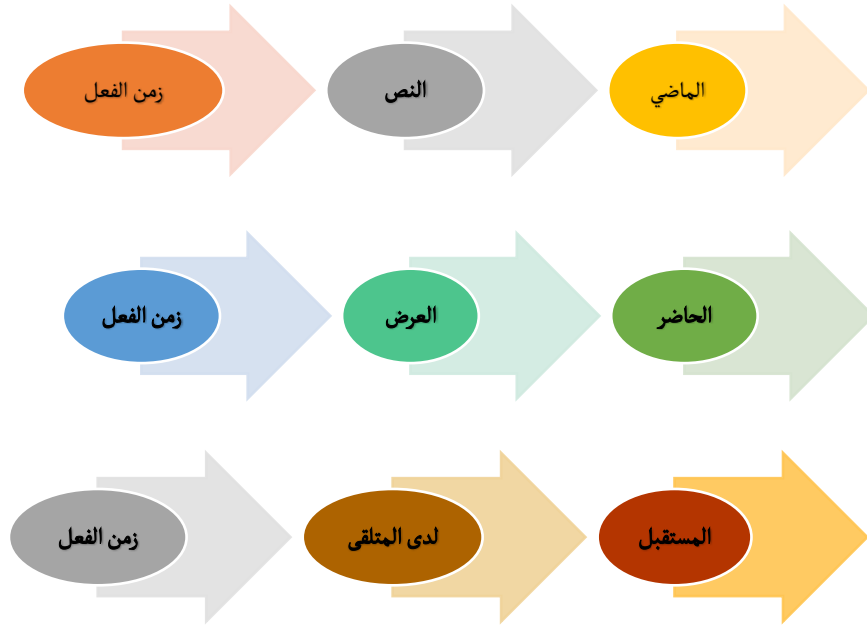 زمن الفعل
النص
الماضي
زمن الفعل
العرض
الحاضر
زمن الفعل
لدى المتلقى
المستقبل